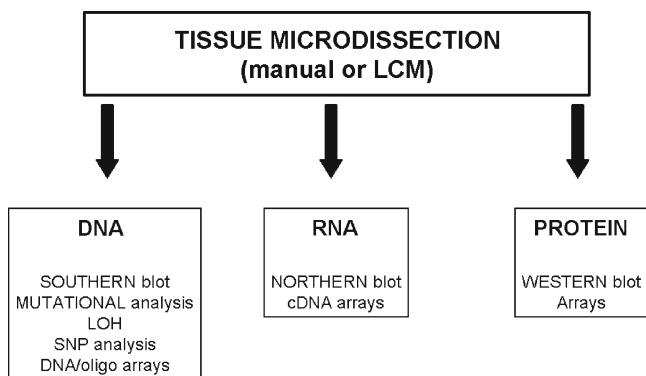 TISSUE MICRODISSECTION
(manual or LCM)
DNA
SOUTHERN blot
MUTATIONAL analysis
LOH
SNP analysis
DNA/oligo arrays
RNA
NORTHERN blot
cDNA arrays
PROTEIN
WESTERN blot
Arrays